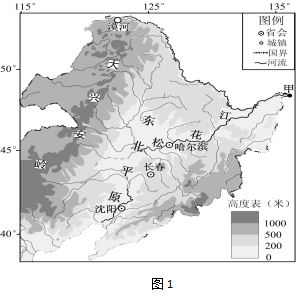 115° 125° 135°
漠河
图例
省会
城镇
国界
河流
甲
50°
大
兴
安
岭
东
北
平
原
松
花
江
哈尔滨
45°
长春
沈阳
40°
高度表（米）
1000
500
200
0
图1